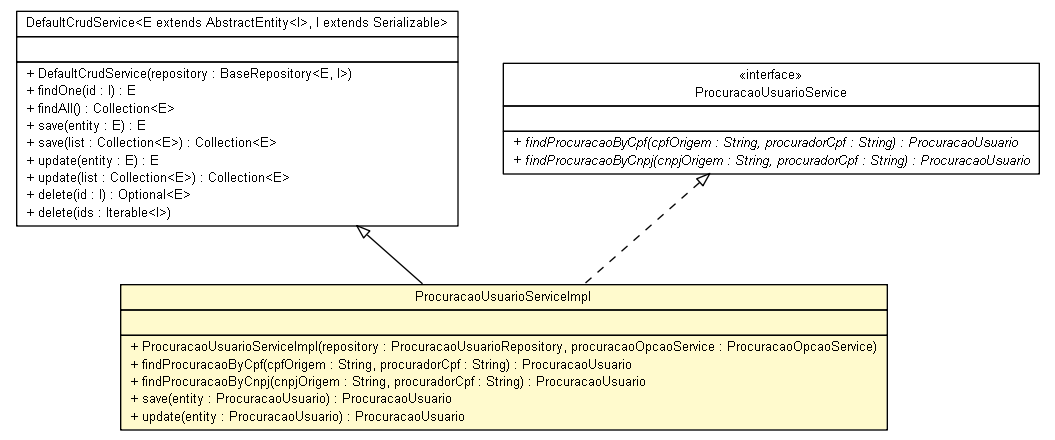 DefaultCrudService<E extends AbstractEntity<I>, I extends Serializable>
+ DefaultCrudService(repository : BaseRepository<E, I>)
+ findOne(id : I) : E
+ findAll() : Collection<E>
+ save(entity : E) : E
+ save(list : Collection<E>) : Collection<E>
+ update(entity : E) : E
+ update(list : Collection<E>) : Collection<E>
+ delete(id : I) : Optional<E>
+ delete(ids : Iterable<I>)
«interface»
ProcuracaoUsuarioService
+ findProcuracaoByCpf(cpfOrigem : String, procuradorCpf : String) : ProcuracaoUsuario
+ findProcuracaoByCnpj(cnpjOrigem : String, procuradorCpf : String) : ProcuracaoUsuario
ProcuracaoUsuarioServiceImpl
+ ProcuracaoUsuarioServiceImpl(repository : ProcuracaoUsuarioRepository, procuracaoOpcaoService : ProcuracaoOpcaoService)
+ findProcuracaoByCpf(cpfOrigem : String, procuradorCpf : String) : ProcuracaoUsuario
+ findProcuracaoByCnpj(cnpjOrigem : String, procuradorCpf : String) : ProcuracaoUsuario
+ save(entity : ProcuracaoUsuario) : ProcuracaoUsuario
+ update(entity : ProcuracaoUsuario) : ProcuracaoUsuario